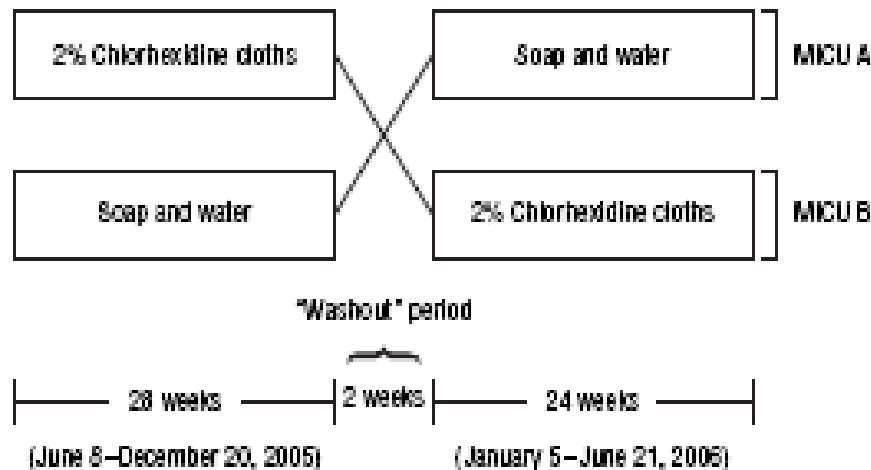 2% Chlorhexidine cloths
Soap and water
MICU A
Soap and water
2% Chlorhexidine cloths
MICU B
"Washout" period
28 weeks
2 weeks
24 weeks
(June 8–December 20, 2005)
(January 5–June 21, 2006)